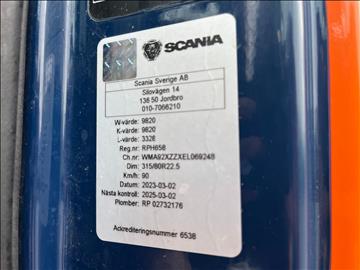 SCANIA
Scania Sverige AB
Silovägen 14
136 50 Jordbro
010-7066210
W-värde: 9820
K-värde: 9820
L-värde: 3328
Reg.nr: RPH658
Ch.nr: WMA92XZZXEL069248
Dim: 315/80R22.5
Km/h: 90
Datum: 2023-03-02
Nästa kontroll: 2025-03-02
Plomber: RP 02732176
Ackrediteringsnummer 6538